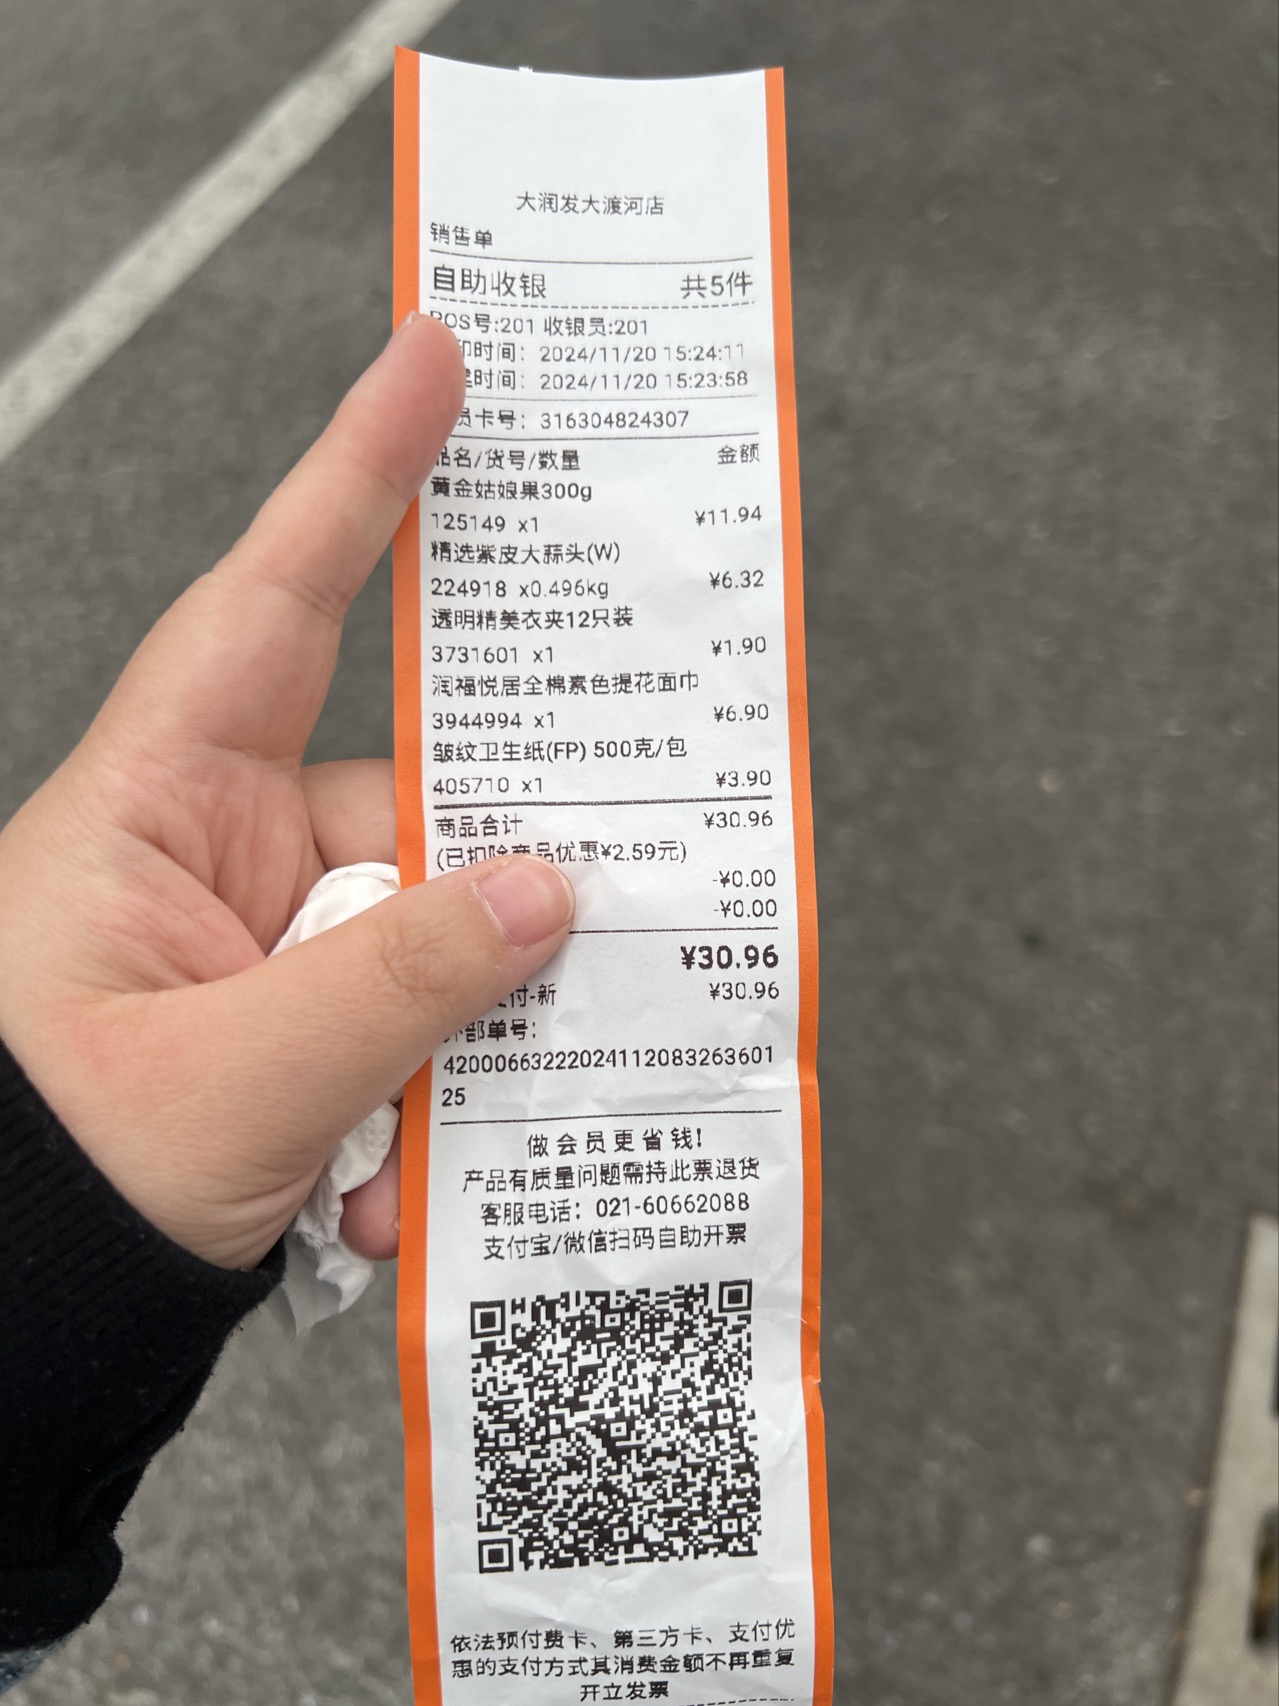 大润发大渡河店
销售单
自助收银 共5件
POS号:201 收银员:201
印时间：2024/11/20 15:24:11
时间：2024/11/20 15:23:58
员卡号：316304824307
品名/货号/数量 金额
黄金姑娘果300g
125149 x1 ¥11.94
精选紫皮大蒜头(W)
224918 x0.496kg ¥6.32
透明精美衣夹12只装
3731601 x1 ¥1.90
润福悦居全棉素色提花面巾
3944994 x1 ¥6.90
皱纹卫生纸(FP) 500克/包
405710 x1 ¥3.90
商品合计 ¥30.96
(已扣除商品优惠¥2.59元)
-¥0.00
-¥0.00
¥30.96
付-新 ¥30.96
外部单号：
42000663222024112083263601
25
做会员更省钱!
产品有质量问题需持此票退货
客服电话：021-60662088
支付宝/微信扫码自助开票
依法预付费卡、第三方卡、支付优
惠的支付方式其消费金额不再重复
开立发票